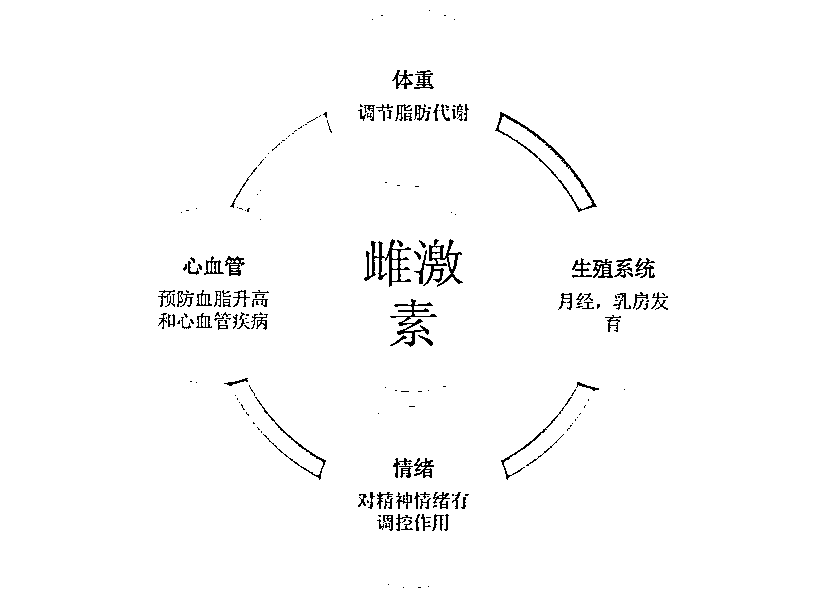 体重
调节脂肪代谢
心血管
预防血脂升高
和心血管疾病
雌激
素
生殖系统
月经，乳房发
育
情绪
对精神情绪有
调控作用